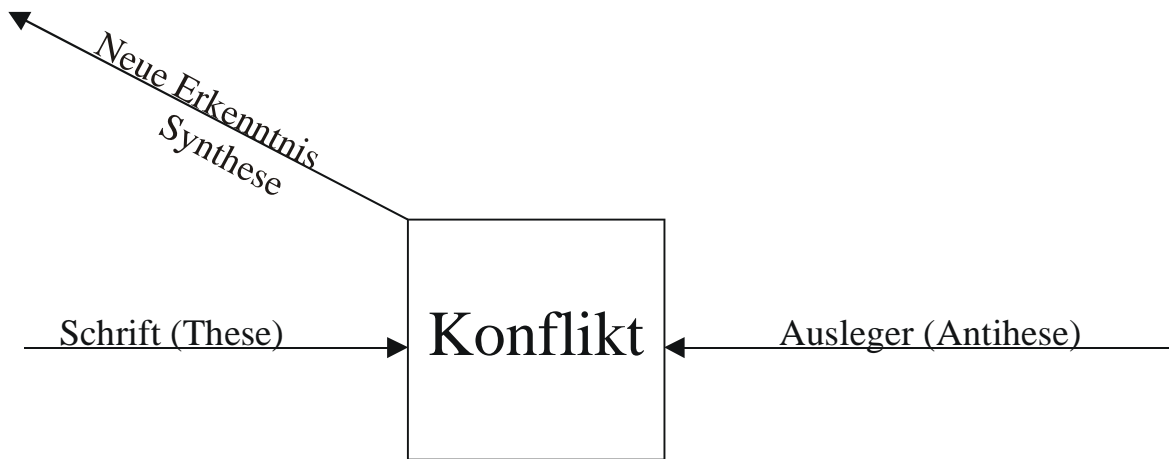 Neue Erkenntnis
Synthese
Schrift (These)
Konflikt
Ausleger (Antihese)